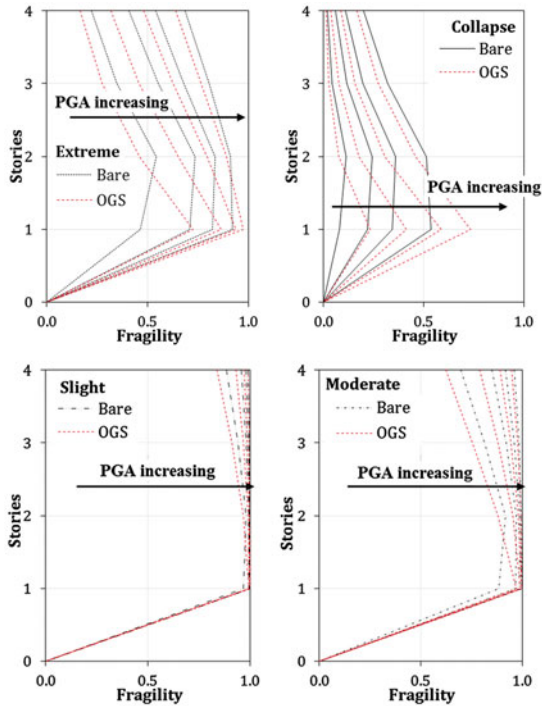 4
3
2
1
0
Stories
PGA increasing
Extreme
Bare
OGS
0.0
0.5
1.0
Fragility
4
3
2
1
0
Stories
Collapse
Bare
OGS
PGA increasing
0.0
0.5
1.0
Fragility
4
3
2
1
0
Stories
Slight
Bare
OGS
PGA increasing
0.0
0.5
1.0
Fragility
4
3
2
1
0
Stories
Moderate
Bare
OGS
PGA increasing
0.0
0.5
1.0
Fragility